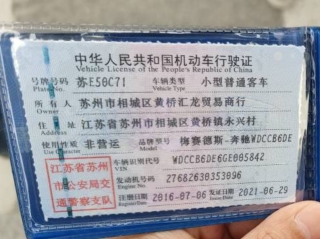 中华人民共和国机动车行驶证
Vehicle License of the People's Republic of China
号牌号码 苏E50C71 车辆类型 小型普通客车
Plate No. Vehicle Type
所有人 苏州市相城区黄桥汇龙贸易商行
Owner
住址 江苏省苏州市相城区黄桥镇永兴村
Address
使用性质 非营运 品牌型号 梅赛德斯-奔驰WDCCB6DE
Use Character Model
江苏省苏州市公安局交通警察支队
车辆识别代号 WDCCB6DE6GE005842
VIN
发动机号码 27682630353096
Engine No.
注册日期 2016-07-06 发证日期 2021-06-29
Register Date Issue Date